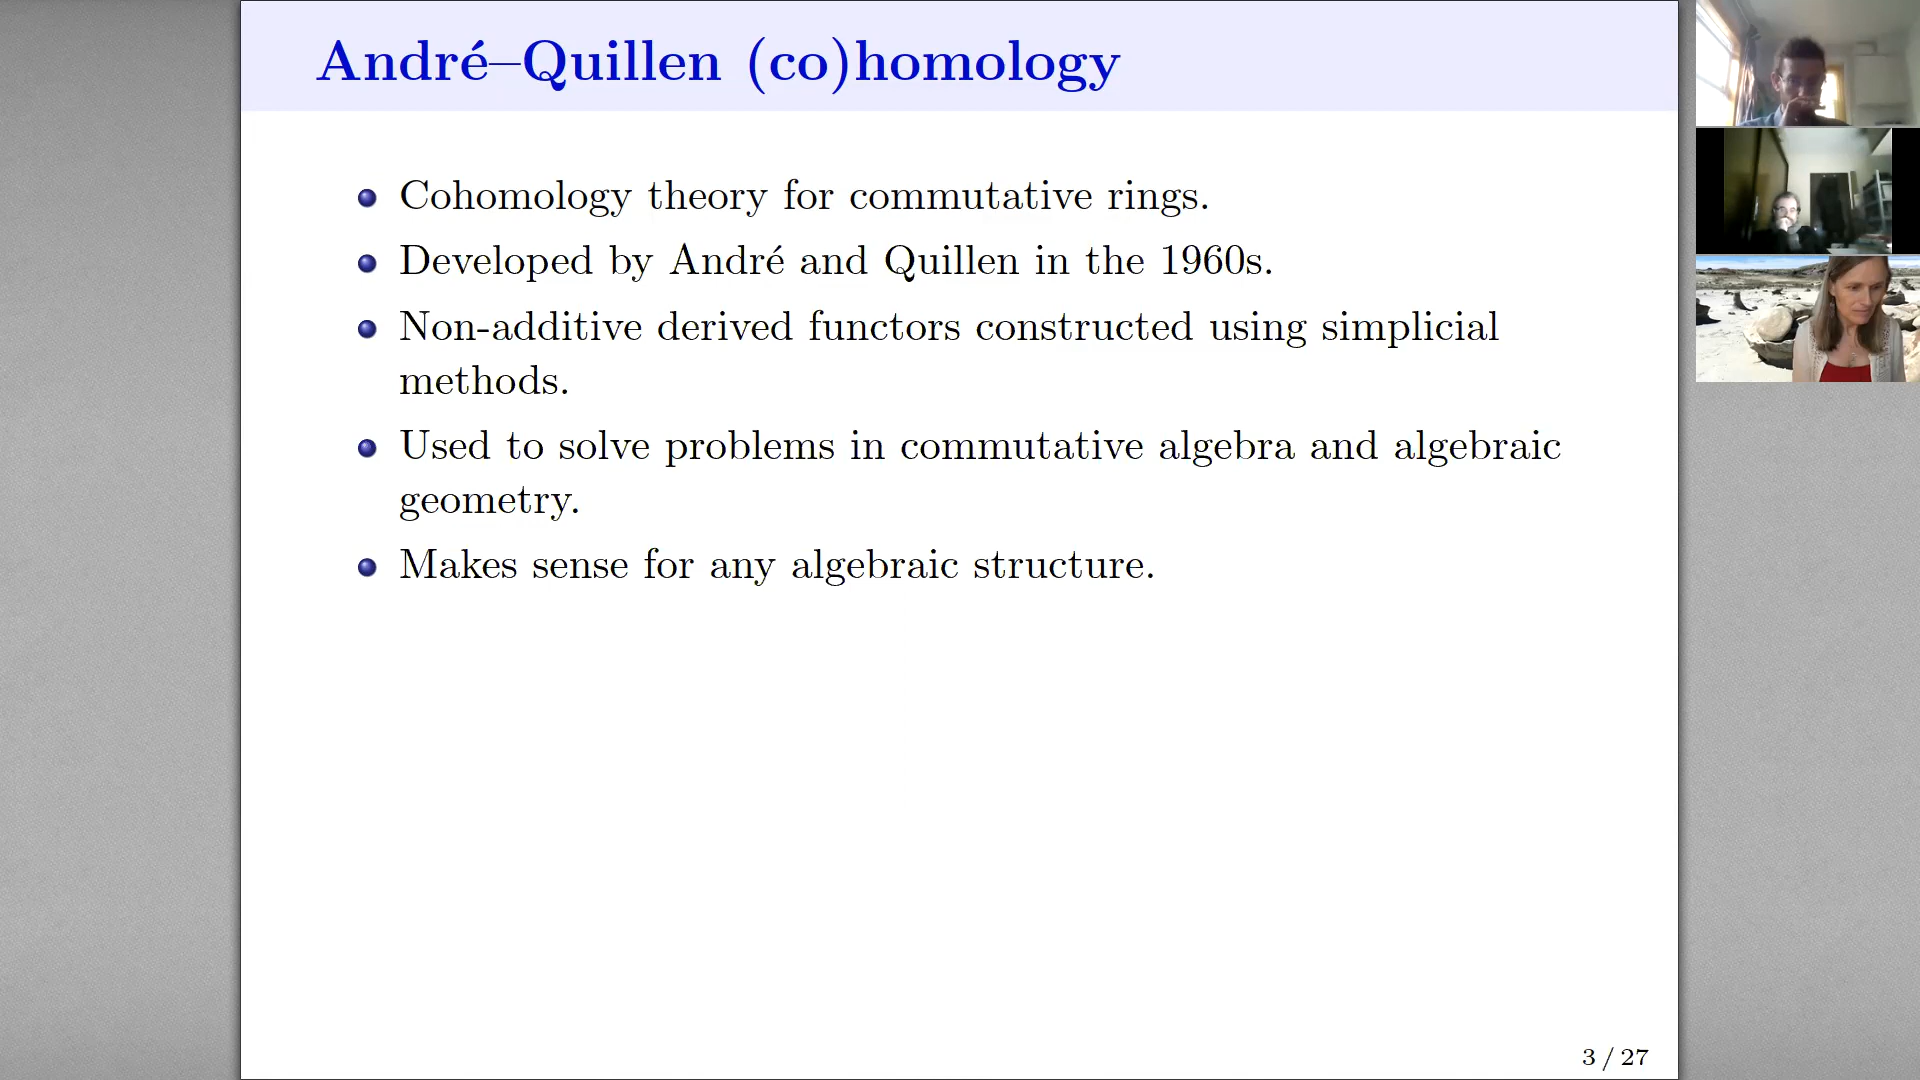 André–Quillen (co)homology
Cohomology theory for commutative rings.
Developed by André and Quillen in the 1960s.
Non-additive derived functors constructed using simplicial
methods.
Used to solve problems in commutative algebra and algebraic
geometry.
Makes sense for any algebraic structure.
3 / 27